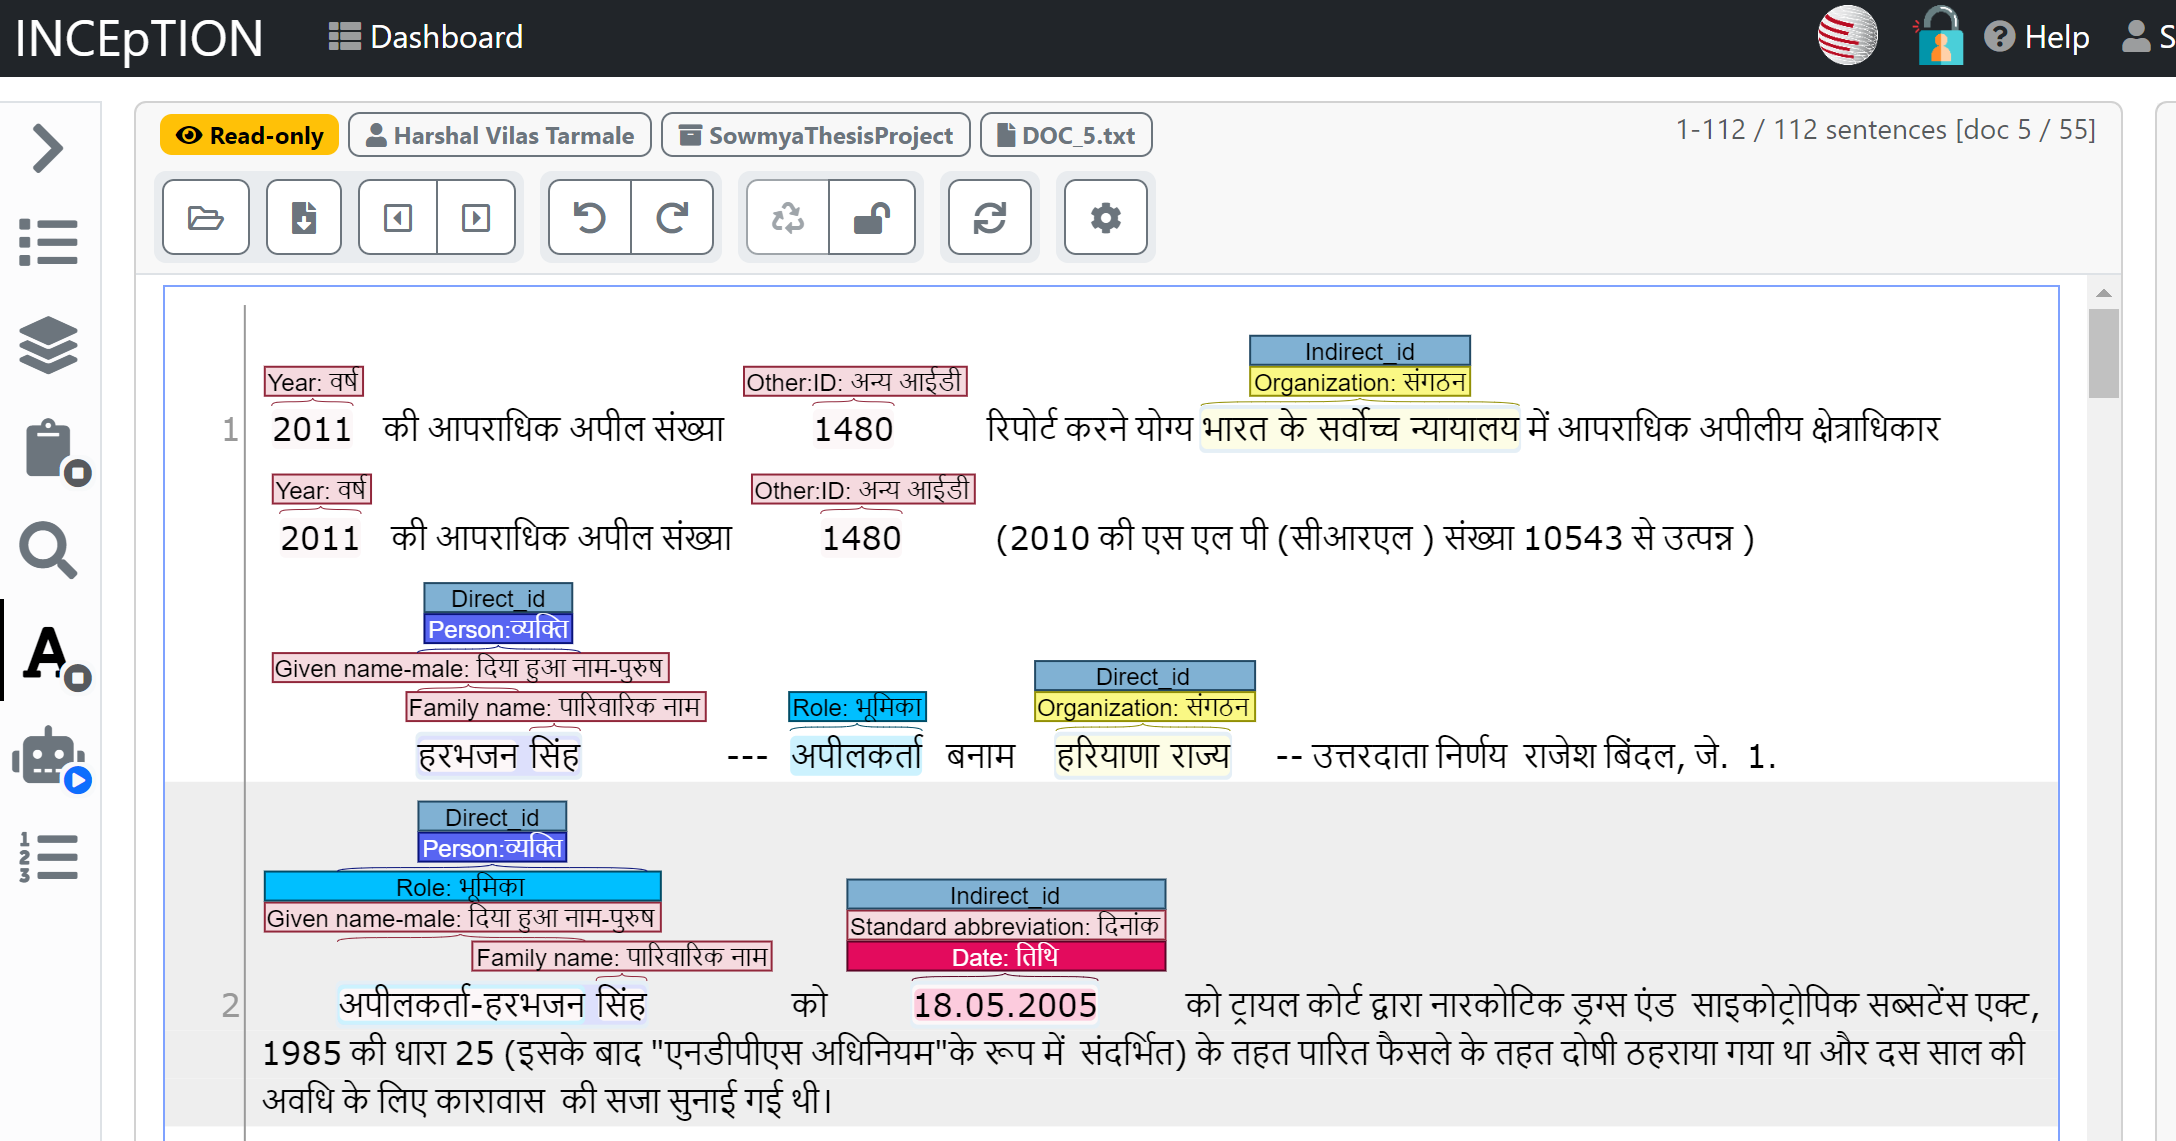 INCEpTION Dashboard Help S
Read-only Harshal Vilas Tarmale SowmyaThesisProject DOC_5.txt 1-112 / 112 sentences [doc 5 / 55]
Indirect_id
Year: वर्ष Other:ID: अन्य आईडी Organization: संगठन
1 2011 की आपराधिक अपील संख्या 1480 रिपोर्ट करने योग्य भारत के सर्वोच्च न्यायालय में आपराधिक अपीलीय क्षेत्राधिकार
Year: वर्ष Other:ID: अन्य आईडी
2011 की आपराधिक अपील संख्या 1480 (2010 की एस एल पी (सीआरएल ) संख्या 10543 से उत्पन्न )
Direct_id
Person:व्यक्ति
Given name-male: दिया हुआ नाम-पुरुष Direct_id
Family name: पारिवारिक नाम Role: भूमिका Organization: संगठन
हरभजन सिंह --- अपीलकर्ता बनाम हरियाणा राज्य -- उत्तरदाता निर्णय राजेश बिंदल, जे. 1.
Direct_id
Person:व्यक्ति
Role: भूमिका Indirect_id
Given name-male: दिया हुआ नाम-पुरुष Standard abbreviation: दिनांक
Family name: पारिवारिक नाम Date: तिथि
2 अपीलकर्ता-हरभजन सिंह को 18.05.2005 को ट्रायल कोर्ट द्वारा नारकोटिक ड्रग्स एंड साइकोट्रोपिक सब्सटेंस एक्ट,
1985 की धारा 25 (इसके बाद "एनडीपीएस अधिनियम"के रूप में संदर्भित) के तहत पारित फैसले के तहत दोषी ठहराया गया था और दस साल की
अवधि के लिए कारावास की सजा सुनाई गई थी।